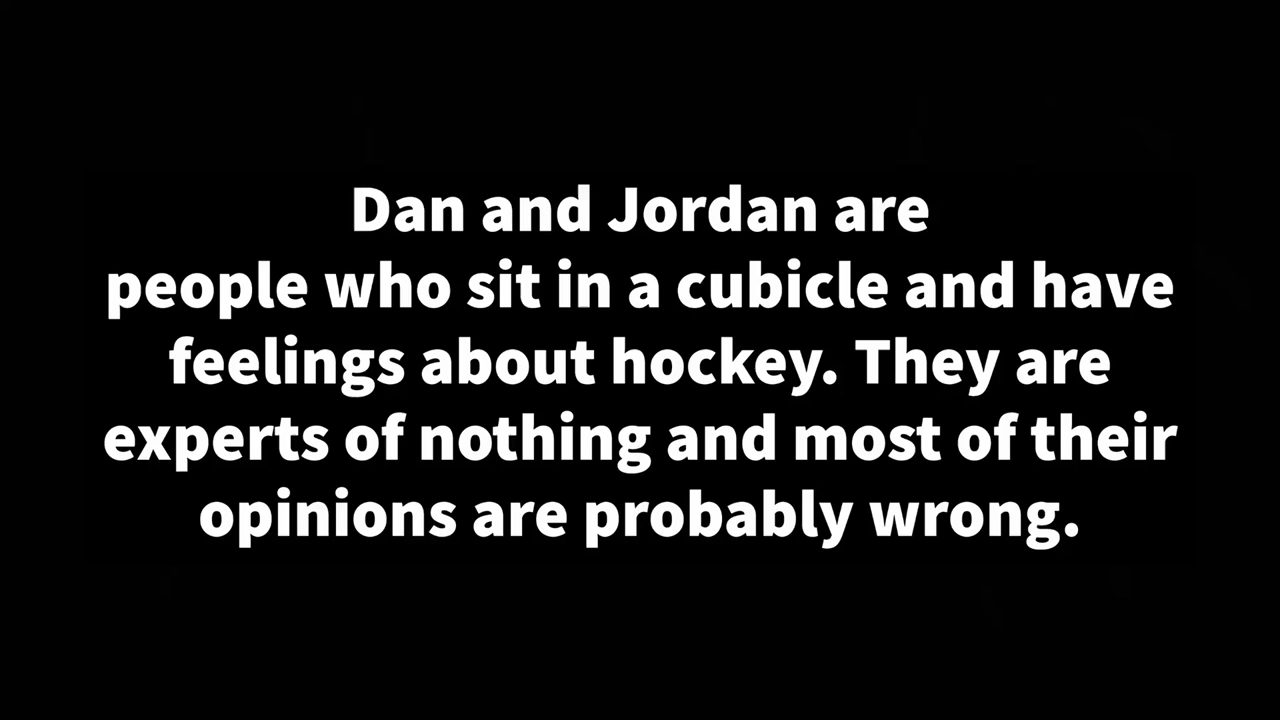 Dan and Jordan are
people who sit in a cubicle and have
feelings about hockey. They are
experts of nothing and most of their
opinions are probably wrong.